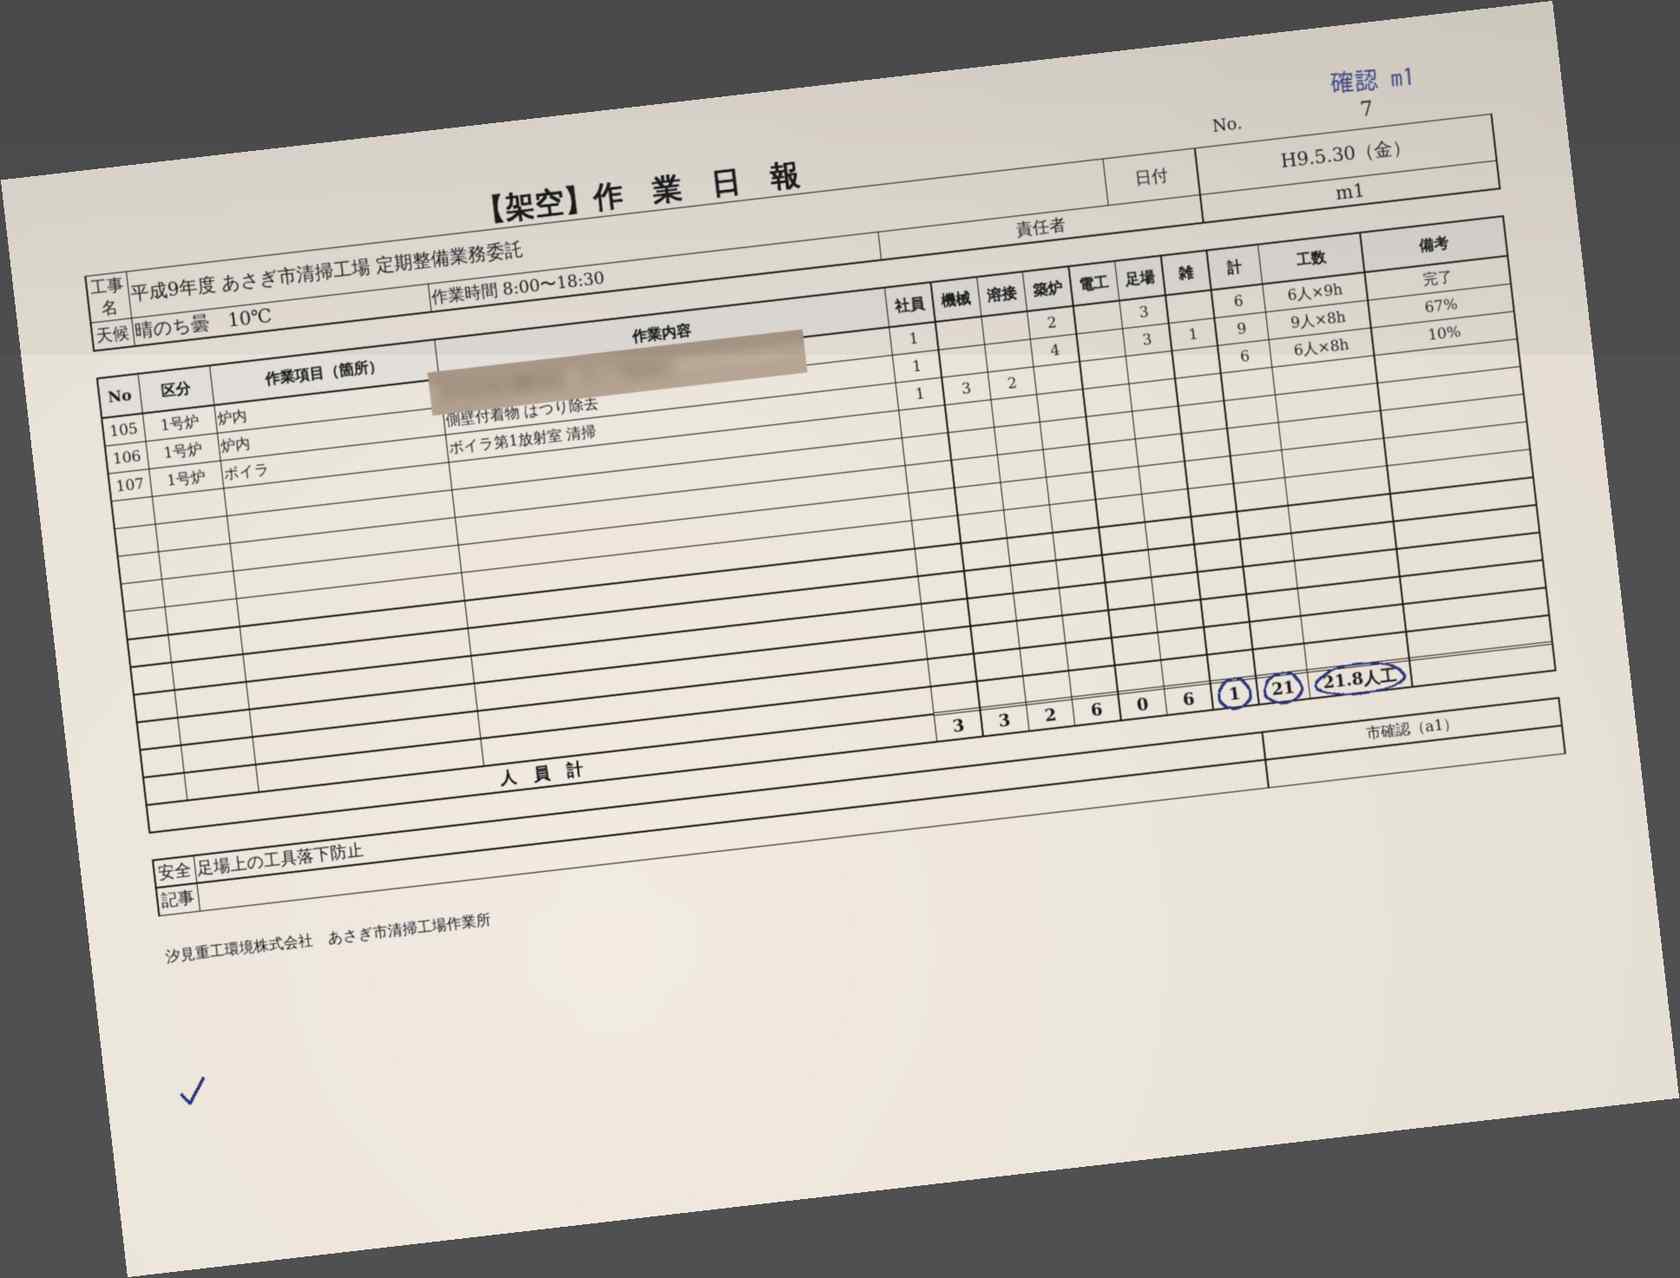 確認 m1
No. 7
【架空】作 業 日 報
工事名 平成9年度 あさぎ市清掃工場 定期整備業務委託 日付 H9.5.30（金）
天候 晴のち曇 10℃ 作業時間 8:00〜18:30 責任者 m1
No 区分 作業項目（箇所） 作業内容 社員 機械 溶接 築炉 電工 足場 雑 計 工数 備考
105 1号炉 炉内 1 2 3 6 6人×9h 完了
106 1号炉 炉内 側壁付着物 はつり除去 1 4 3 1 9 9人×8h 67%
107 1号炉 ボイラ ボイラ第1放射室 清掃 1 3 2 6 6人×8h 10%
人 員 計 3 3 2 6 0 6 1 21 21.8人工
安全 足場上の工具落下防止 市確認（a1）
記事
汐見重工環境株式会社 あさぎ市清掃工場作業所